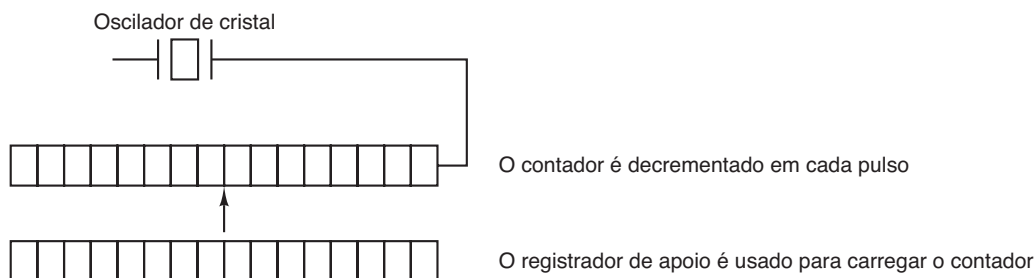 Oscilador de cristal
O contador é decrementado em cada pulso
O registrador de apoio é usado para carregar o contador